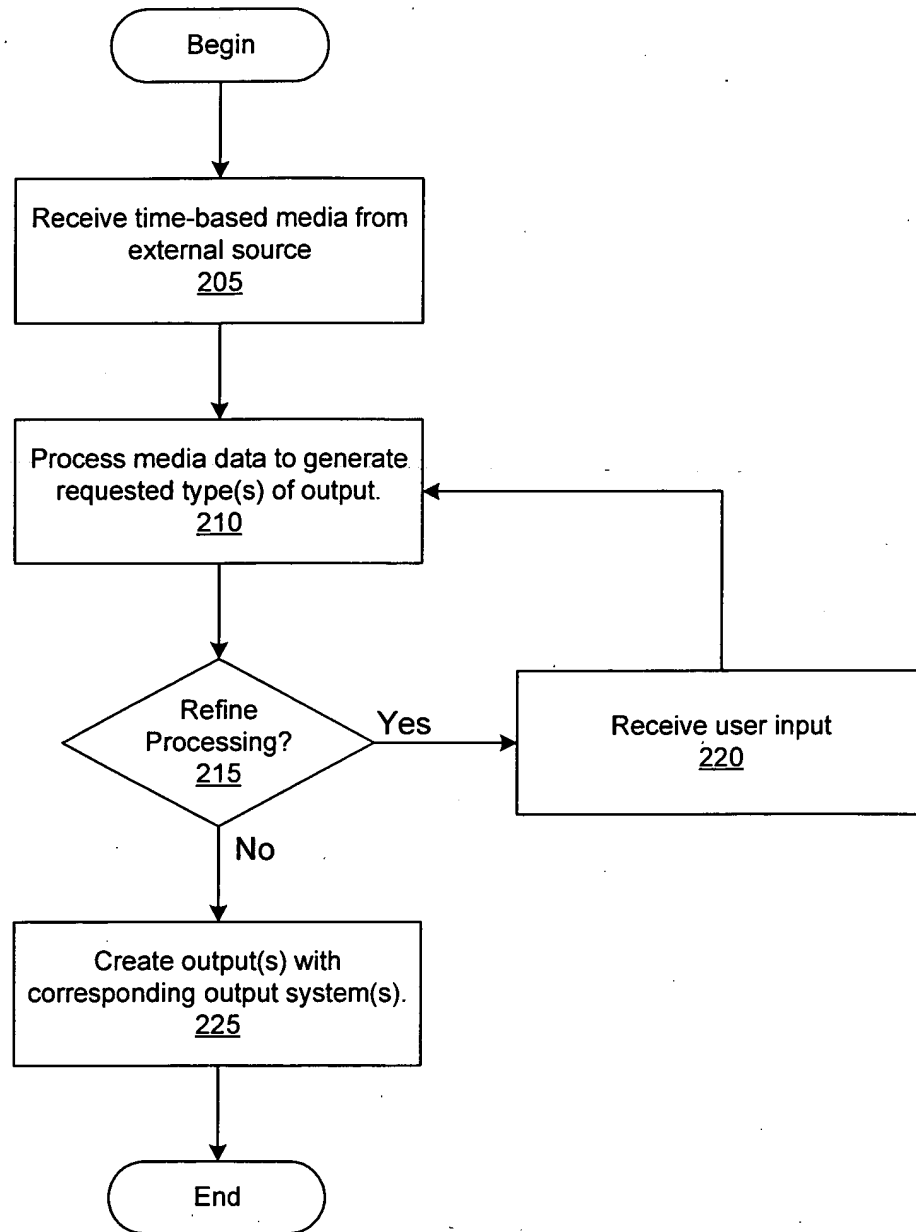 Begin
Receive time-based media from
external source
205
Process media data to generate
requested type(s) of output.
210
Refine
Processing?
215
Yes
Receive user input
220
No
Create output(s) with
corresponding output system(s).
225
End